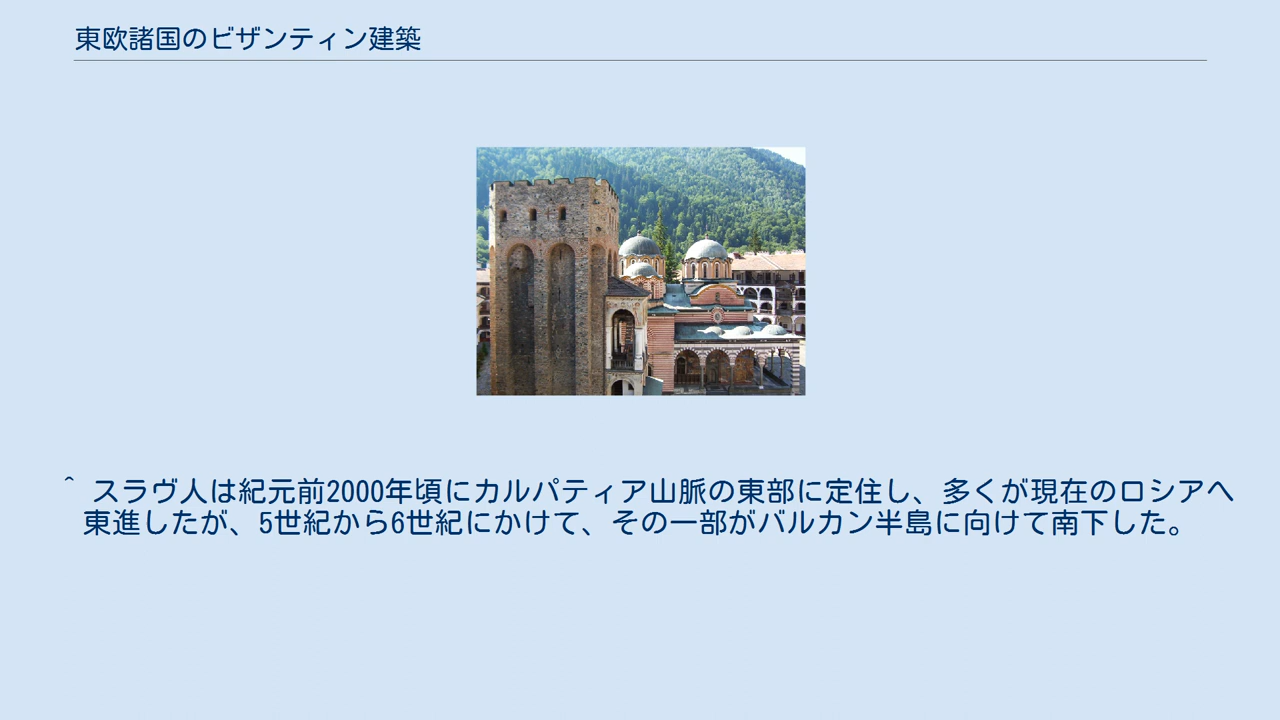 東欧諸国のビザンティン建築
^ スラヴ人は紀元前2000年頃にカルパティア山脈の東部に定住し、多くが現在のロシアへ
東進したが、5世紀から6世紀にかけて、その一部がバルカン半島に向けて南下した。